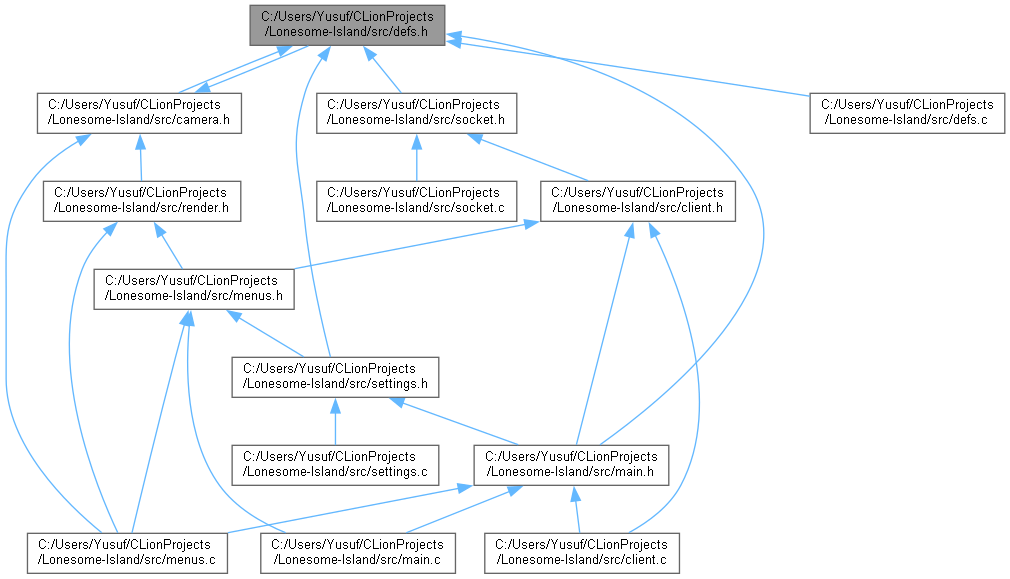 C:/Users/Yusuf/CLionProjects
/Lonesome-Island/src/defs.h
C:/Users/Yusuf/CLionProjects
/Lonesome-Island/src/camera.h
C:/Users/Yusuf/CLionProjects
/Lonesome-Island/src/socket.h
C:/Users/Yusuf/CLionProjects
/Lonesome-Island/src/defs.c
C:/Users/Yusuf/CLionProjects
/Lonesome-Island/src/render.h
C:/Users/Yusuf/CLionProjects
/Lonesome-Island/src/socket.c
C:/Users/Yusuf/CLionProjects
/Lonesome-Island/src/client.h
C:/Users/Yusuf/CLionProjects
/Lonesome-Island/src/menus.h
C:/Users/Yusuf/CLionProjects
/Lonesome-Island/src/settings.h
C:/Users/Yusuf/CLionProjects
/Lonesome-Island/src/settings.c
C:/Users/Yusuf/CLionProjects
/Lonesome-Island/src/main.h
C:/Users/Yusuf/CLionProjects
/Lonesome-Island/src/menus.c
C:/Users/Yusuf/CLionProjects
/Lonesome-Island/src/main.c
C:/Users/Yusuf/CLionProjects
/Lonesome-Island/src/client.c